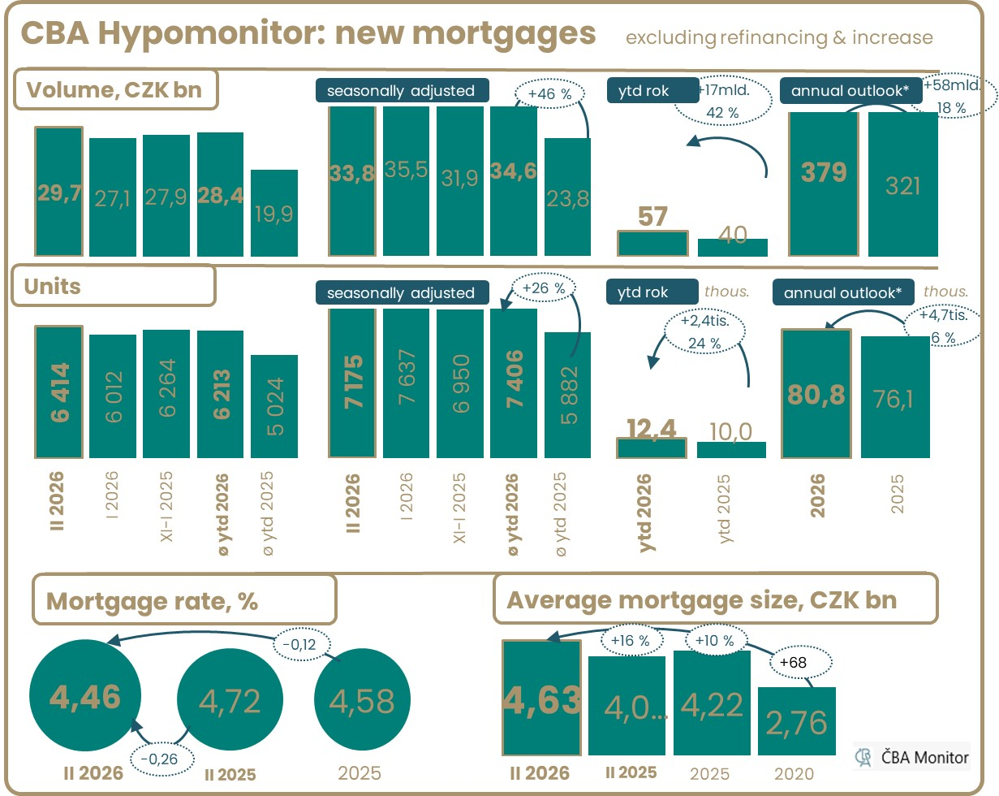 CBA Hypomonitor: new mortgages excluding refinancing & increase
Volume, CZK bn
29,7 27,1 27,9 28,4 19,9
seasonally adjusted +46 %
33,8 35,5 31,9 34,6 23,8
ytd rok +17mld.
42 %
57 40
annual outlook* +58mld.
18 %
379 321
Units
6 414 6 012 6 264 6 213 5 024
seasonally adjusted +26 %
7 175 7 637 6 950 7 406 5 882
ytd rok thous.
+2,4tis.
24 %
12,4 10,0
annual outlook* thous.
+4,7tis.
6 %
80,8 76,1
II 2026 I 2026 XI-I 2025 ø ytd 2026 ø ytd 2025
II 2026 I 2026 XI-I 2025 ø ytd 2026 ø ytd 2025
ytd 2026 ytd 2025
2026 2025
Mortgage rate, %
-0,12
4,46 4,72 4,58
-0,26
II 2026 II 2025 2025
Average mortgage size, CZK bn
+16 % +10 %
+68
4,63 4,0... 4,22 2,76
II 2026 II 2025 2025 2020
ČBA Monitor